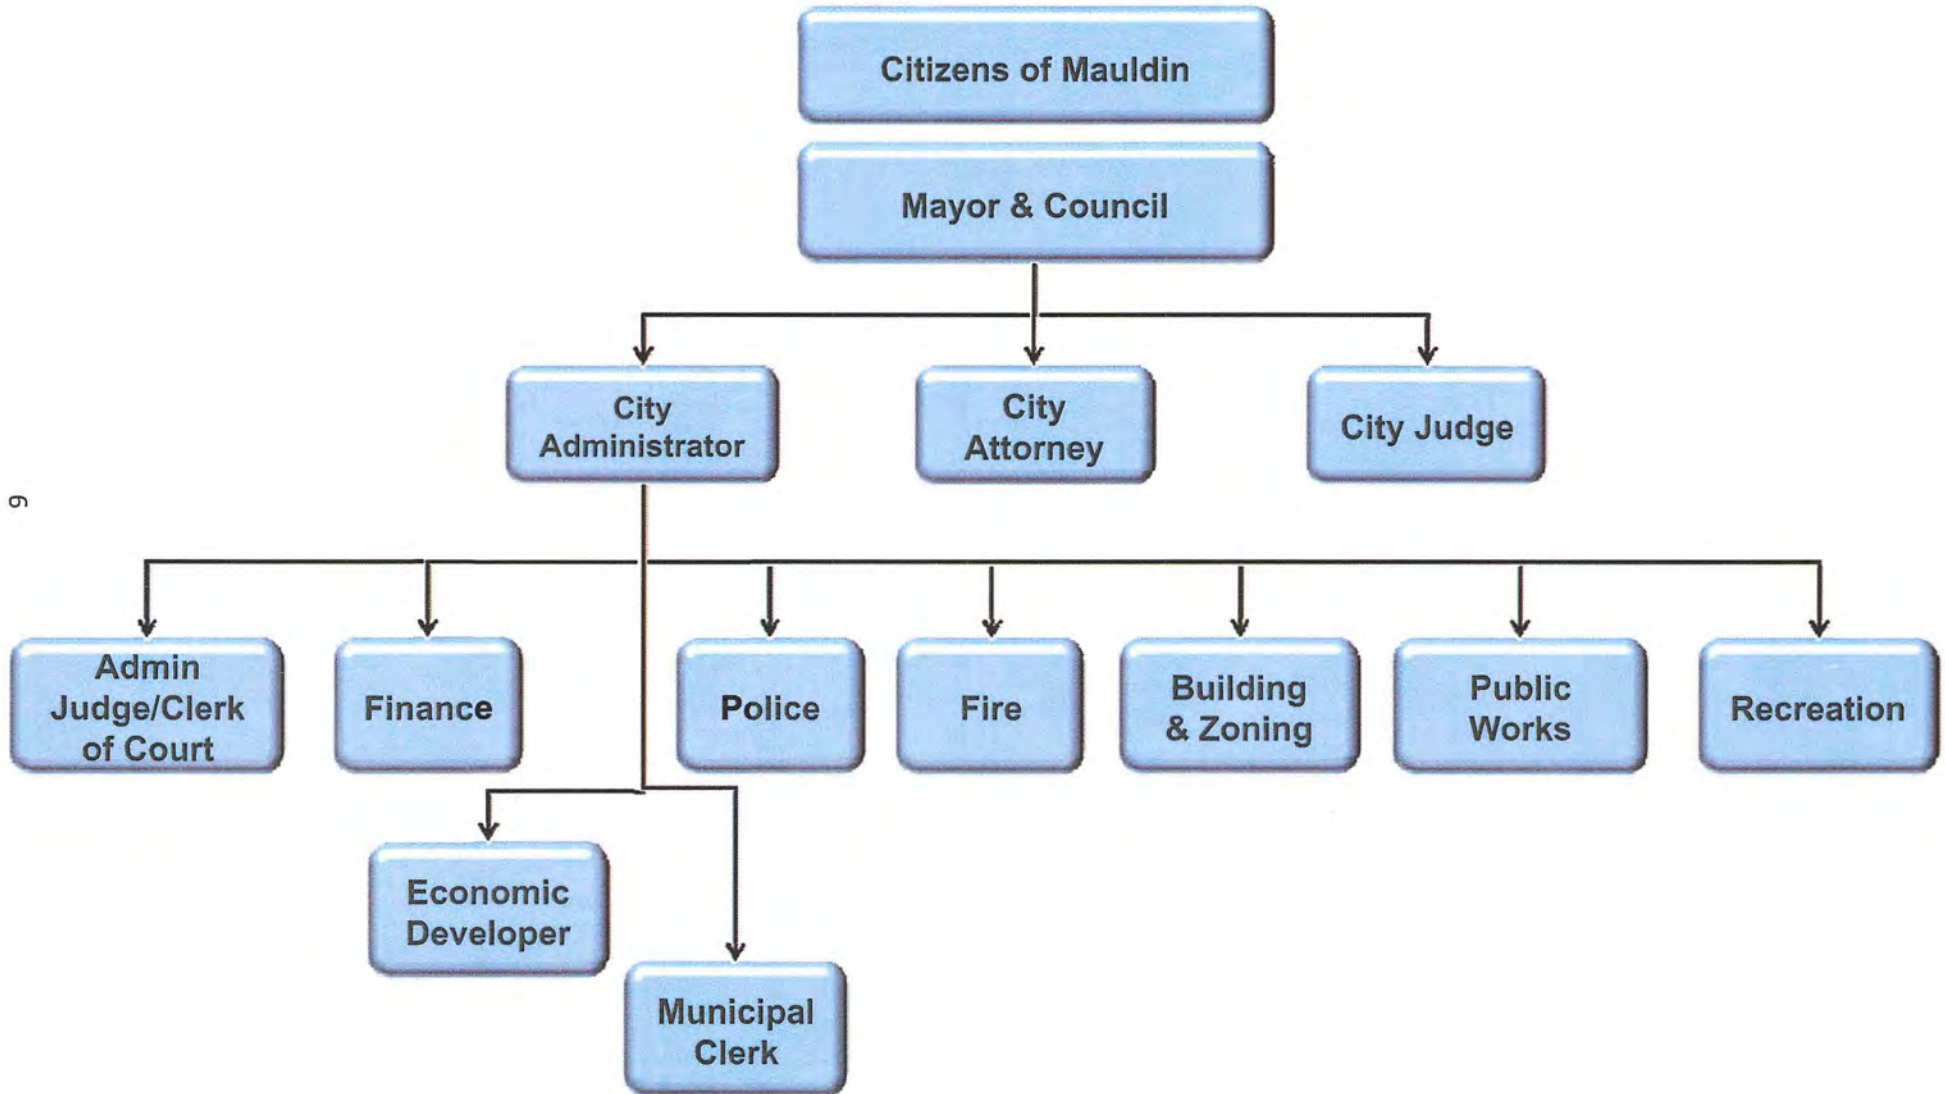 Citizens of Mauldin
Mayor & Council
City
Administrator
City
Attorney
City Judge
9
Admin
Judge/Clerk
of Court
Finance
Police
Fire
Building
& Zoning
Public
Works
Recreation
Economic
Developer
Municipal
Clerk